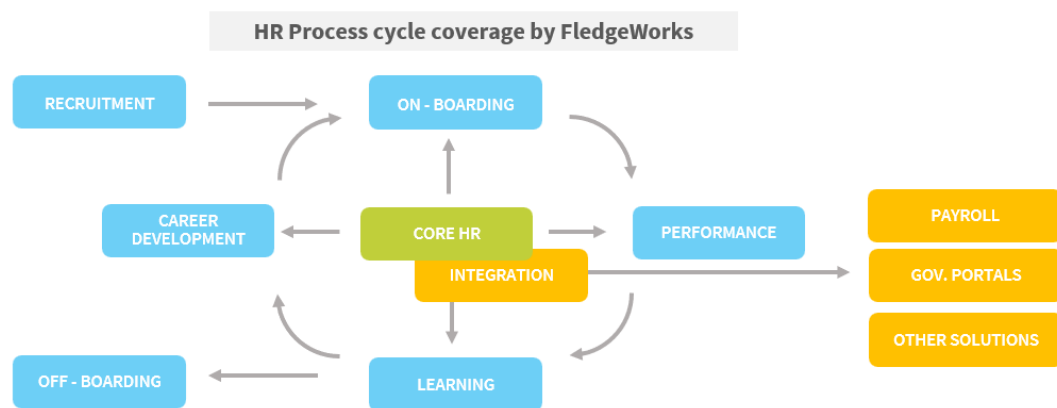 HR Process cycle coverage by FledgeWorks
RECRUITMENT
ON - BOARDING
CAREER
DEVELOPMENT
CORE HR
PERFORMANCE
PAYROLL
INTEGRATION
GOV. PORTALS
OTHER SOLUTIONS
OFF - BOARDING
LEARNING